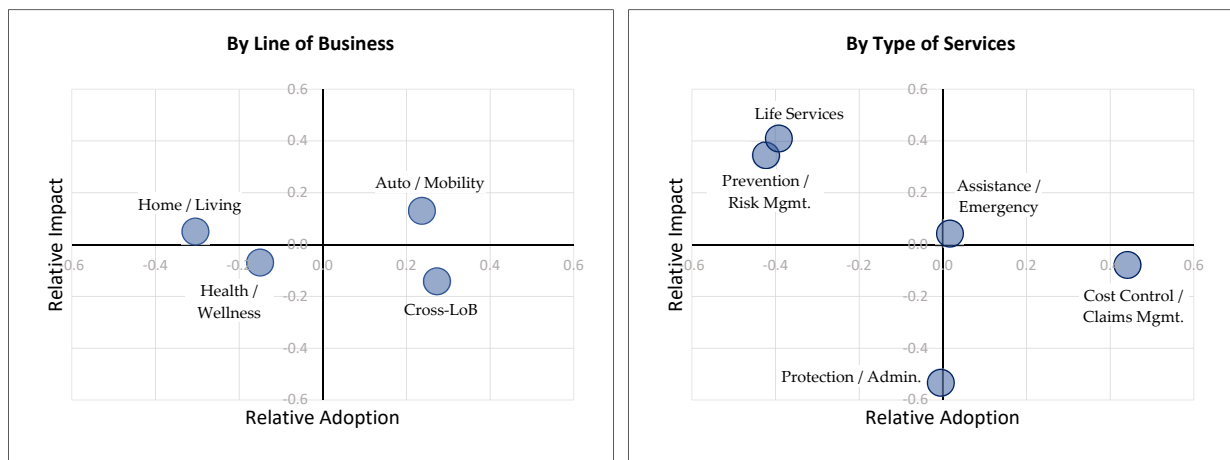 By Line of Business
0.6
0.4
0.2
0.0
-0.2
-0.4
-0.6
0.6
-0.4
-0.2
0.0
0.2
0.4
0.6
Relative Impact
Relative Adoption
Home / Living
Auto / Mobility
Health /
Wellness
Cross-LoB
By Type of Services
0.6
0.4
0.2
0.0
-0.2
-0.4
-0.6
0.6
-0.4
-0.2
0.0
0.2
0.4
0.6
Relative Impact
Relative Adoption
Life Services
Prevention /
Risk Mgmt.
Assistance /
Emergency
Cost Control /
Claims Mgmt.
Protection / Admin.